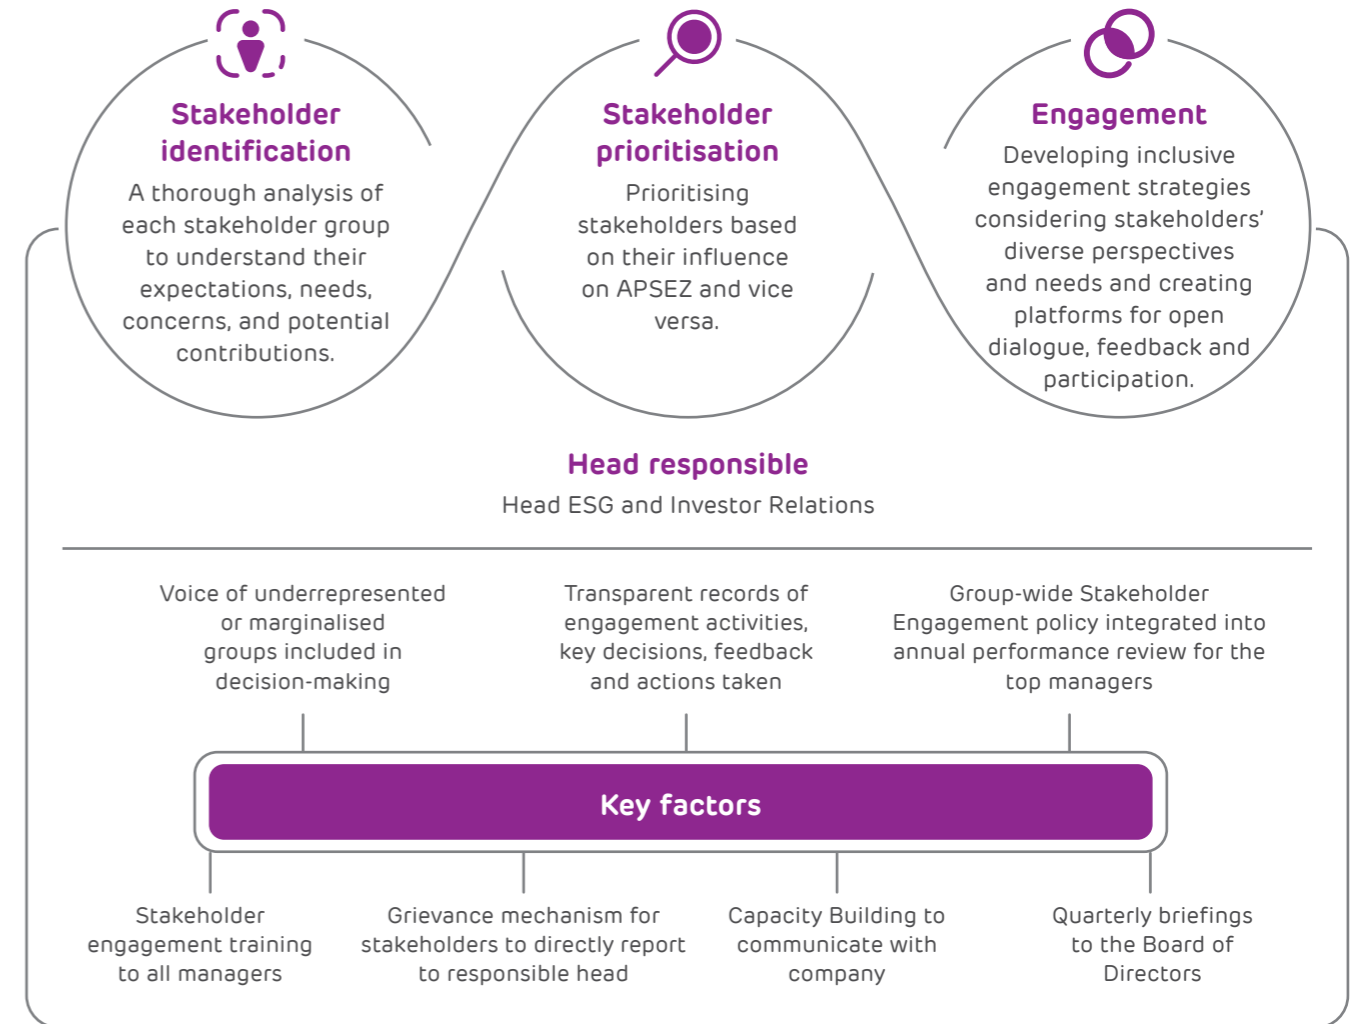 Stakeholder
identification
A thorough analysis of
each stakeholder group
to understand their
expectations, needs,
concerns, and potential
contributions.
Stakeholder
prioritisation
Prioritising
stakeholders based
on their influence
on APSEZ and vice
versa.
Engagement
Developing inclusive
engagement strategies
considering stakeholders’
diverse perspectives
and needs and creating
platforms for open
dialogue, feedback and
participation.
Head responsible
Head ESG and Investor Relations
Voice of underrepresented
or marginalised
groups included in
decision-making
Transparent records of
engagement activities,
key decisions, feedback
and actions taken
Group-wide Stakeholder
Engagement policy integrated into
annual performance review for the
top managers
Key factors
Stakeholder
engagement training
to all managers
Grievance mechanism for
stakeholders to directly report
to responsible head
Capacity Building to
communicate with
company
Quarterly briefings
to the Board of
Directors